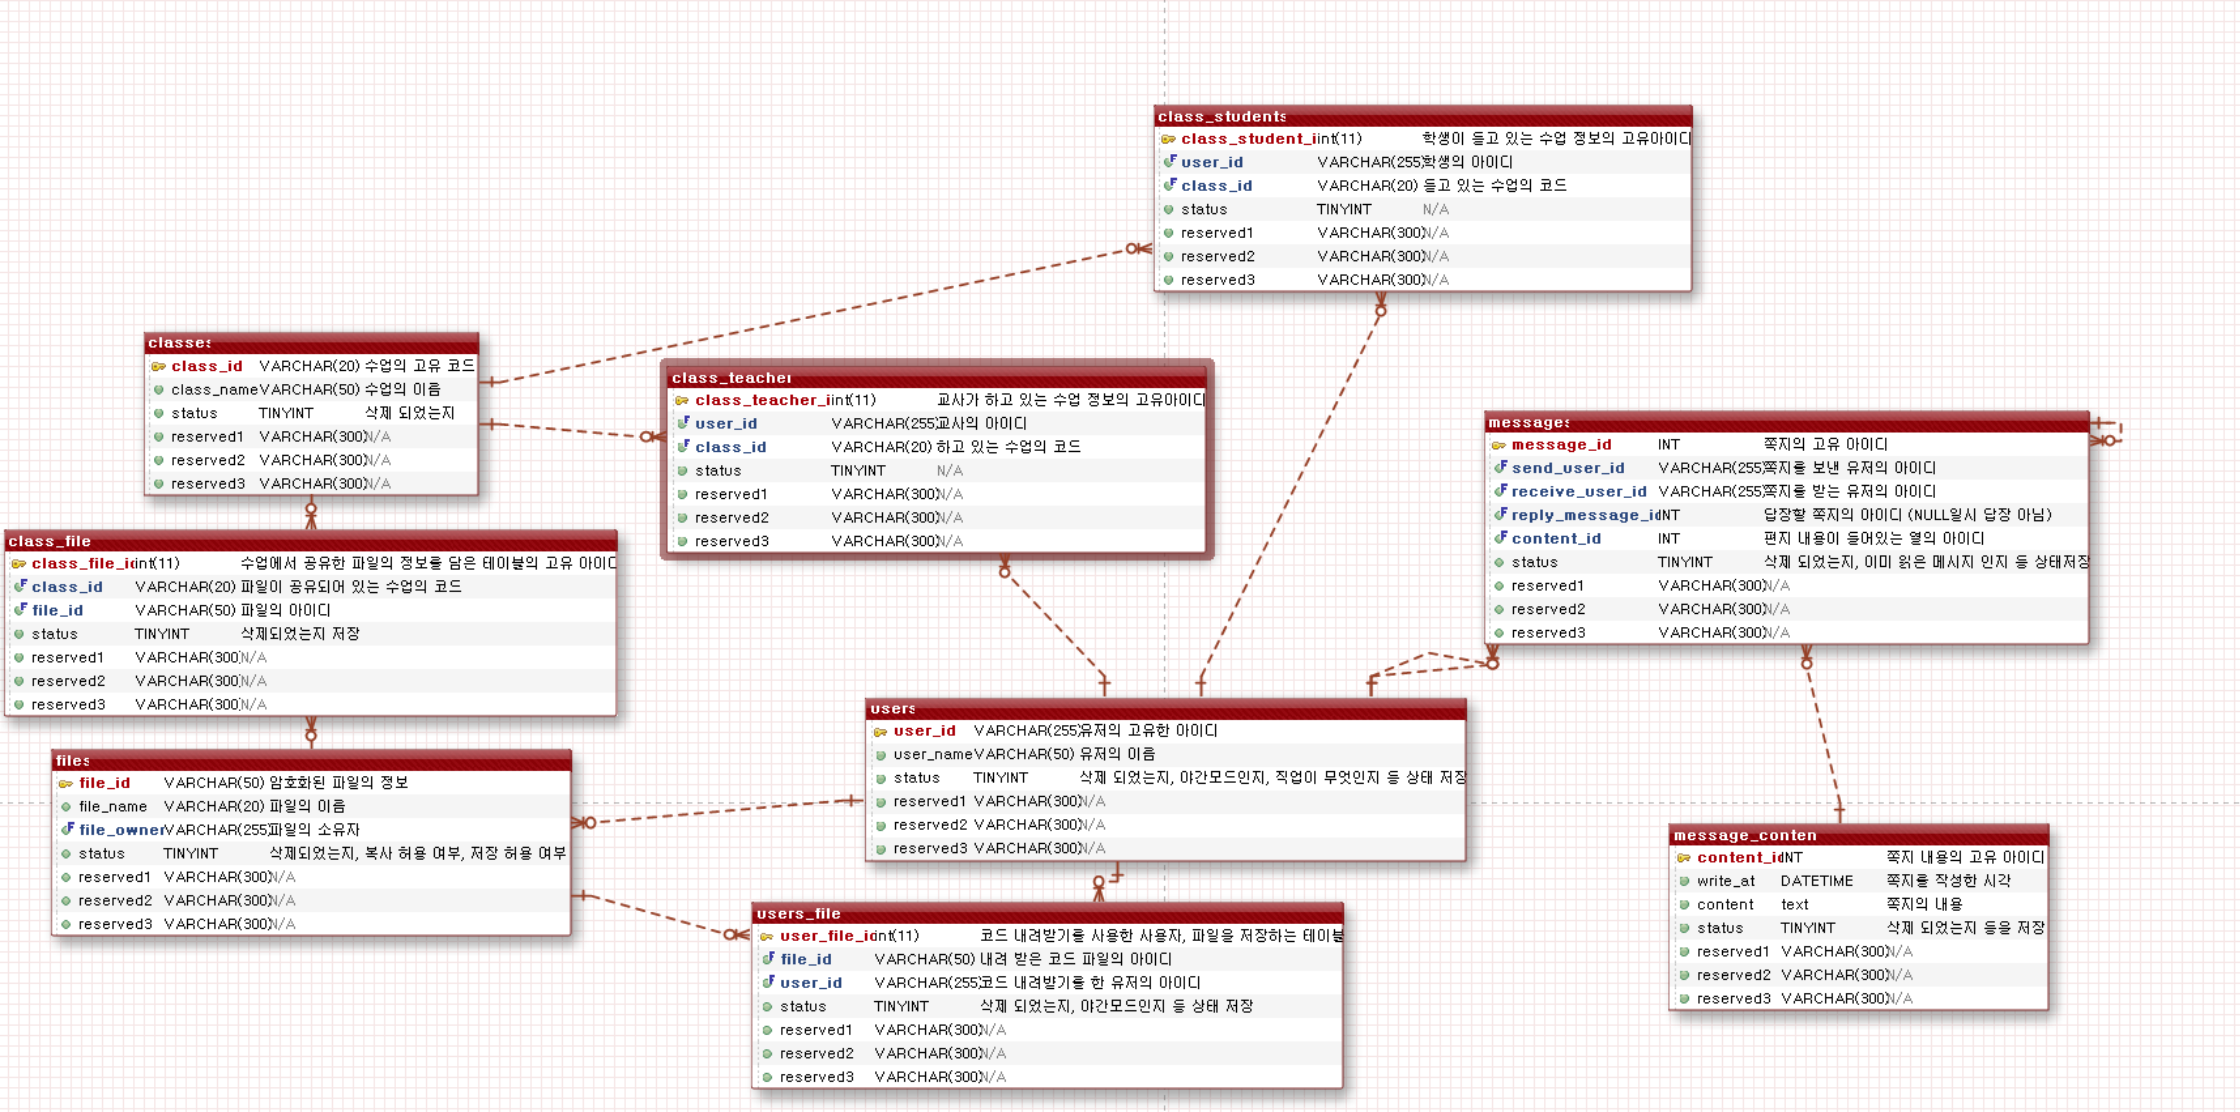 class_students
class_student_i int(11) 학생이 듣고 있는 수업 정보의 고유아이디
user_id VARCHAR(255) 학생의 아이디
class_id VARCHAR(20) 듣고 있는 수업의 코드
status TINYINT N/A
reserved1 VARCHAR(300) N/A
reserved2 VARCHAR(300) N/A
reserved3 VARCHAR(300) N/A
classes
class_id VARCHAR(20) 수업의 고유 코드
class_name VARCHAR(50) 수업의 이름
status TINYINT 삭제 되었는지
reserved1 VARCHAR(300) N/A
reserved2 VARCHAR(300) N/A
reserved3 VARCHAR(300) N/A
class_teacher
class_teacher_i int(11) 교사가 하고 있는 수업 정보의 고유아이디
user_id VARCHAR(255) 교사의 아이디
class_id VARCHAR(20) 하고 있는 수업의 코드
status TINYINT N/A
reserved1 VARCHAR(300) N/A
reserved2 VARCHAR(300) N/A
reserved3 VARCHAR(300) N/A
messages
message_id INT 쪽지의 고유 아이디
send_user_id VARCHAR(255) 쪽지를 보낸 유저의 아이디
receive_user_id VARCHAR(255) 쪽지를 받는 유저의 아이디
reply_message_id INT 답장할 쪽지의 아이디 (NULL일시 답장 아님)
content_id INT 편지 내용이 들어있는 열의 아이디
status TINYINT 삭제 되었는지, 이미 읽은 메시지 인지 등 상태저장
reserved1 VARCHAR(300) N/A
reserved2 VARCHAR(300) N/A
reserved3 VARCHAR(300) N/A
class_file
class_file_id int(11) 수업에서 공유한 파일의 정보를 담은 테이블의 고유 아이디
class_id VARCHAR(20) 파일이 공유되어 있는 수업의 코드
file_id VARCHAR(50) 파일의 아이디
status TINYINT 삭제되었는지 저장
reserved1 VARCHAR(300) N/A
reserved2 VARCHAR(300) N/A
reserved3 VARCHAR(300) N/A
users
user_id VARCHAR(255) 유저의 고유한 아이디
user_name VARCHAR(50) 유저의 이름
status TINYINT 삭제 되었는지, 야간모드인지, 직업이 무엇인지 등 상태 저장
reserved1 VARCHAR(300) N/A
reserved2 VARCHAR(300) N/A
reserved3 VARCHAR(300) N/A
files
file_id VARCHAR(50) 암호화된 파일의 정보
file_name VARCHAR(20) 파일의 이름
file_owner VARCHAR(255) 파일의 소유자
status TINYINT 삭제되었는지, 복사 허용 여부, 저장 허용 여부
reserved1 VARCHAR(300) N/A
reserved2 VARCHAR(300) N/A
reserved3 VARCHAR(300) N/A
message_conten
content_id INT 쪽지 내용의 고유 아이디
write_at DATETIME 쪽지를 작성한 시각
content text 쪽지의 내용
status TINYINT 삭제 되었는지 등을 저장
reserved1 VARCHAR(300) N/A
reserved2 VARCHAR(300) N/A
reserved3 VARCHAR(300) N/A
users_file
user_file_id int(11) 코드 내려받기를 사용한 사용자, 파일을 저장하는 테이블
file_id VARCHAR(50) 내려 받은 코드 파일의 아이디
user_id VARCHAR(255) 코드 내려뱓기를 한 유저의 아이디
status TINYINT 삭제 되었는지, 야간모드인지 등 상태 저장
reserved1 VARCHAR(300) N/A
reserved2 VARCHAR(300) N/A
reserved3 VARCHAR(300) N/A